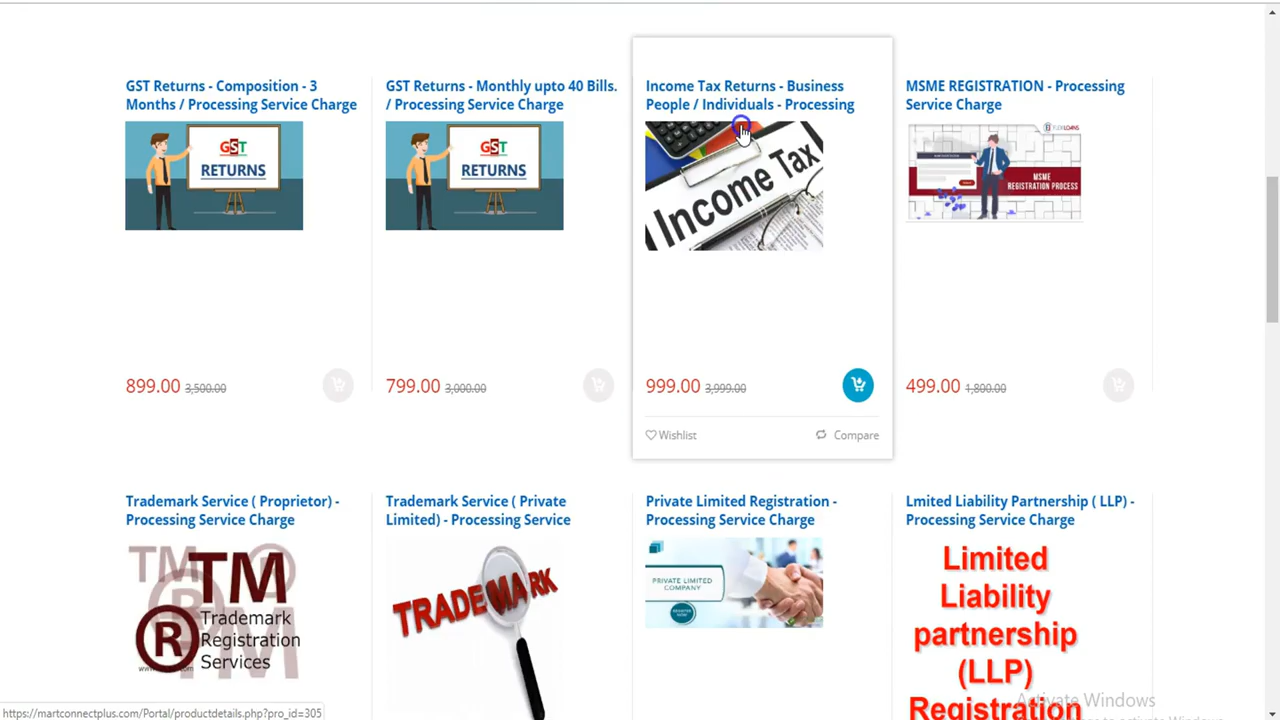 GST Returns - Composition - 3
Months / Processing Service Charge
GST
RETURNS
899.00 3,500.00
GST Returns - Monthly upto 40 Bills.
/ Processing Service Charge
GST
RETURNS
799.00 3,000.00
Income Tax Returns - Business
People / Individuals - Processing
Income Tax
999.00 3,999.00
Wishlist Compare
MSME REGISTRATION - Processing
Service Charge
MSME
REGISTRATION PROCESS
499.00 1,800.00
Trademark Service ( Proprietor) -
Processing Service Charge
TM TM
R
Trademark
Registration
Services
Trademark Service ( Private
Limited) - Processing Service
TRADEMARK
Private Limited Registration -
Processing Service Charge
PRIVATE LIMITED
COMPANY
Lmited Liability Partnership ( LLP) -
Processing Service Charge
Limited
Liability
partnership
(LLP)
Registration
Activate Windows
https://martconnectplus.com/Portal/productdetails.php?pro_id=305